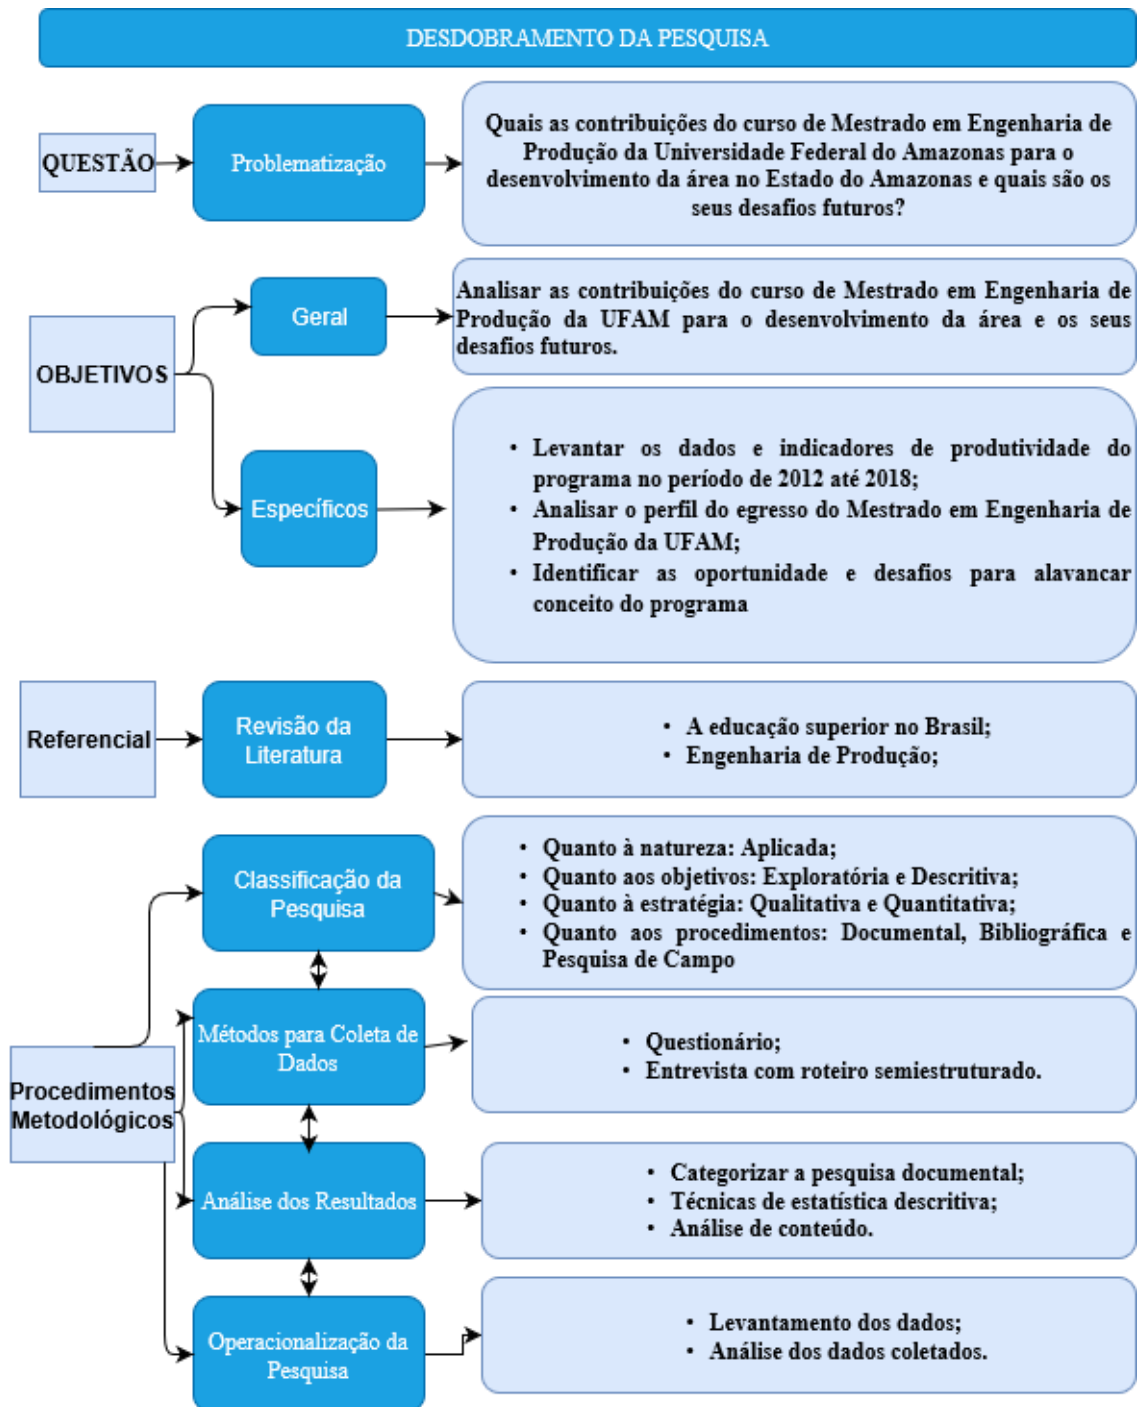 DESDOBRAMENTO DA PESQUISA
QUESTÃO
Problematização
Quais as contribuições do curso de Mestrado em Engenharia de
Produção da Universidade Federal do Amazonas para o
desenvolvimento da área no Estado do Amazonas e quais são os
seus desafios futuros?
OBJETIVOS
Geral
Analisar as contribuições do curso de Mestrado em Engenharia de
Produção da UFAM para o desenvolvimento da área e os seus
desafios futuros.
Específicos
• Levantar os dados e indicadores de produtividade do
programa no período de 2012 até 2018;
• Analisar o perfil do egresso do Mestrado em Engenharia de
Produção da UFAM;
• Identificar as oportunidade e desafios para alavancar
conceito do programa
Referencial
Revisão da
Literatura
• A educação superior no Brasil;
• Engenharia de Produção;
Procedimentos
Metodológicos
Classificação da
Pesquisa
• Quanto à natureza: Aplicada;
• Quanto aos objetivos: Exploratória e Descritiva;
• Quanto à estratégia: Qualitativa e Quantitativa;
• Quanto aos procedimentos: Documental, Bibliográfica e
Pesquisa de Campo
Métodos para Coleta de
Dados
• Questionário;
• Entrevista com roteiro semiestruturado.
Análise dos Resultados
• Categorizar a pesquisa documental;
• Técnicas de estatística descritiva;
• Análise de conteúdo.
Operacionalização da
Pesquisa
• Levantamento dos dados;
• Análise dos dados coletados.